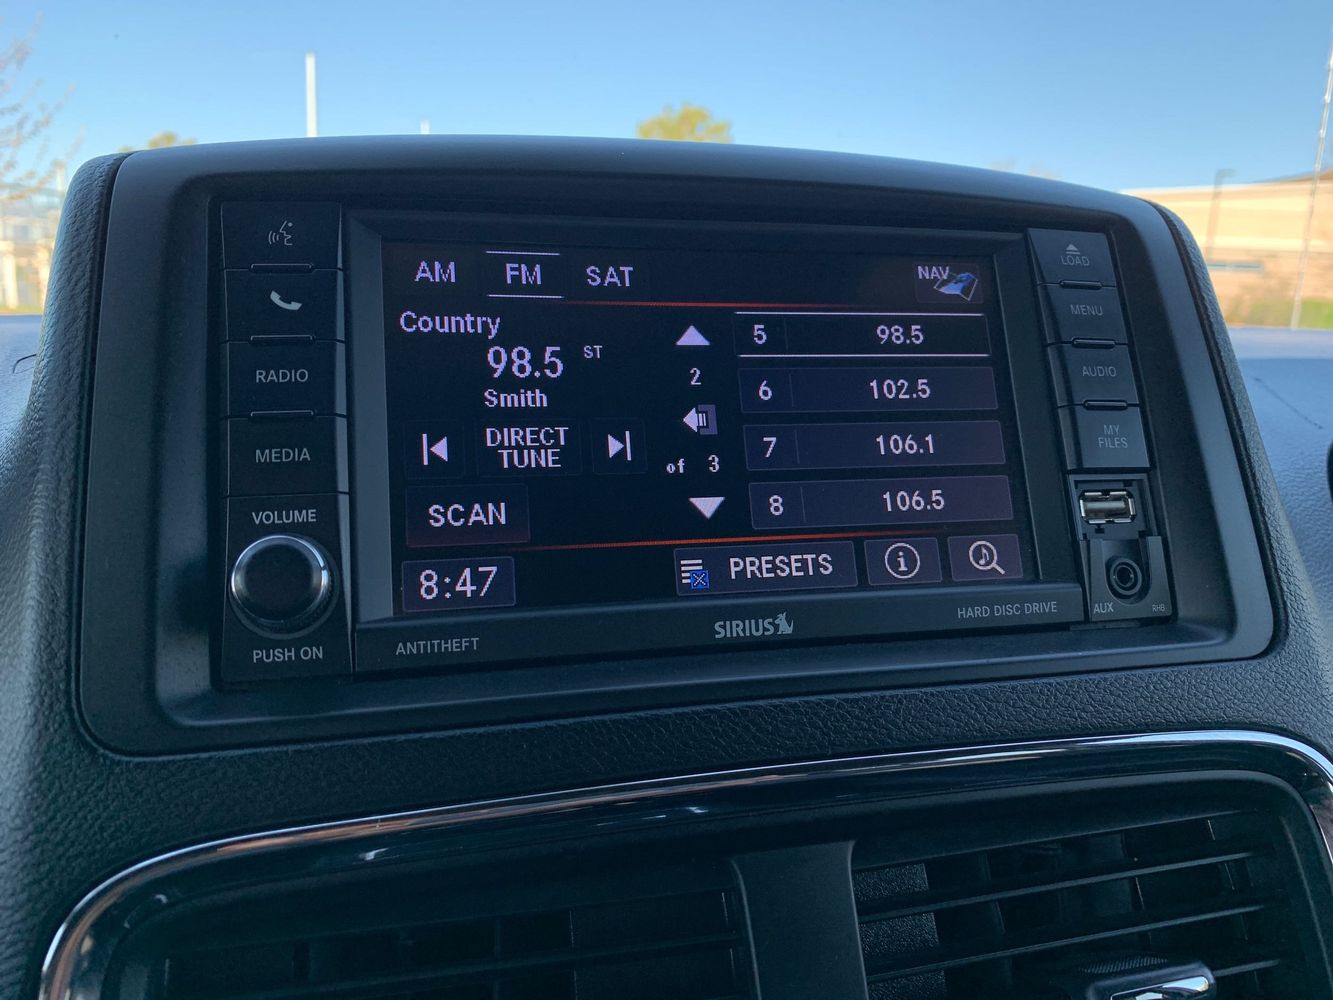 AM FM SAT NAV
Country
98.5 ST
Smith
DIRECT
TUNE
SCAN
8:47
2
of 3
5 98.5
6 102.5
7 106.1
8 106.5
PRESETS
i
RADIO
MEDIA
VOLUME
PUSH ON
ANTITHEFT
SIRIUS
HARD DISC DRIVE
LOAD
MENU
AUDIO
MY
FILES
AUX
RHB